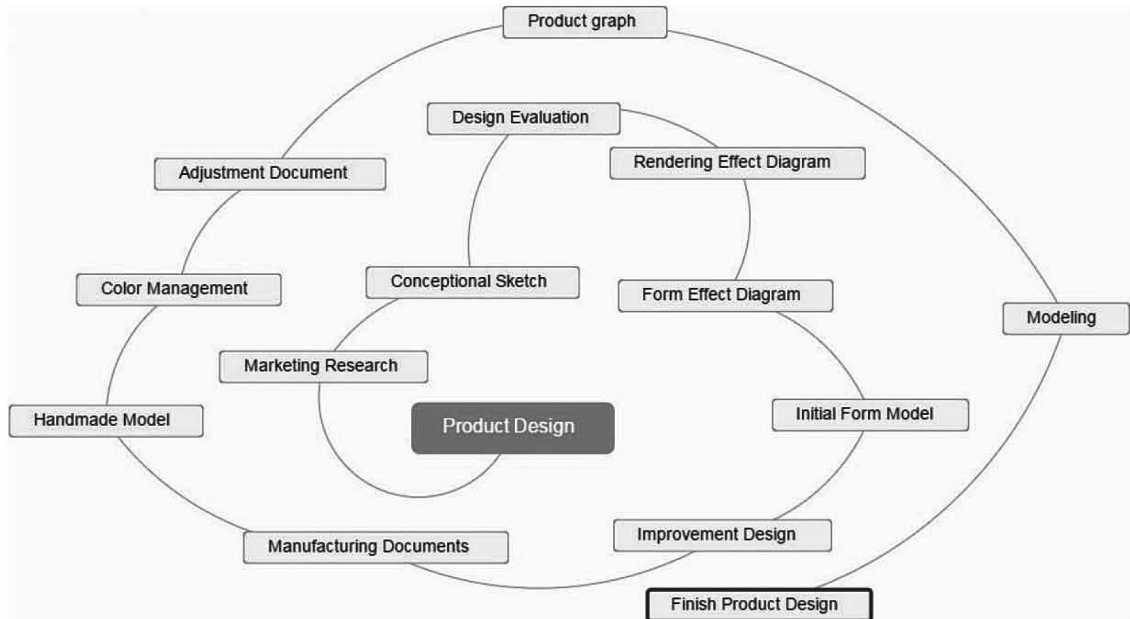 Product graph
Design Evaluation
Rendering Effect Diagram
Adjustment Document
Conceptional Sketch
Color Management
Form Effect Diagram
Modeling
Marketing Research
Handmade Model
Product Design
Initial Form Model
Improvement Design
Manufacturing Documents
Finish Product Design